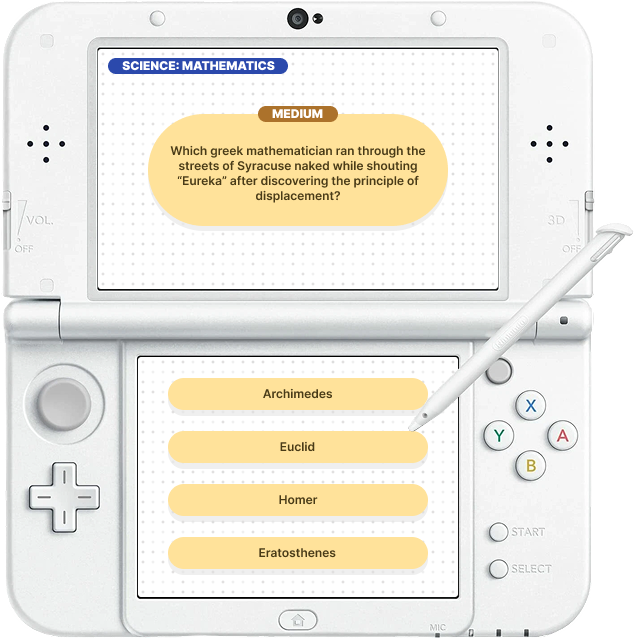 SCIENCE: MATHEMATICS
MEDIUM
Which greek mathematician ran through the
streets of Syracuse naked while shouting
“Eureka” after discovering the principle of
displacement?
VOL.
OFF
3D
OFF
Archimedes
Euclid
Homer
Eratosthenes
X
Y
A
B
START
SELECT
MIC